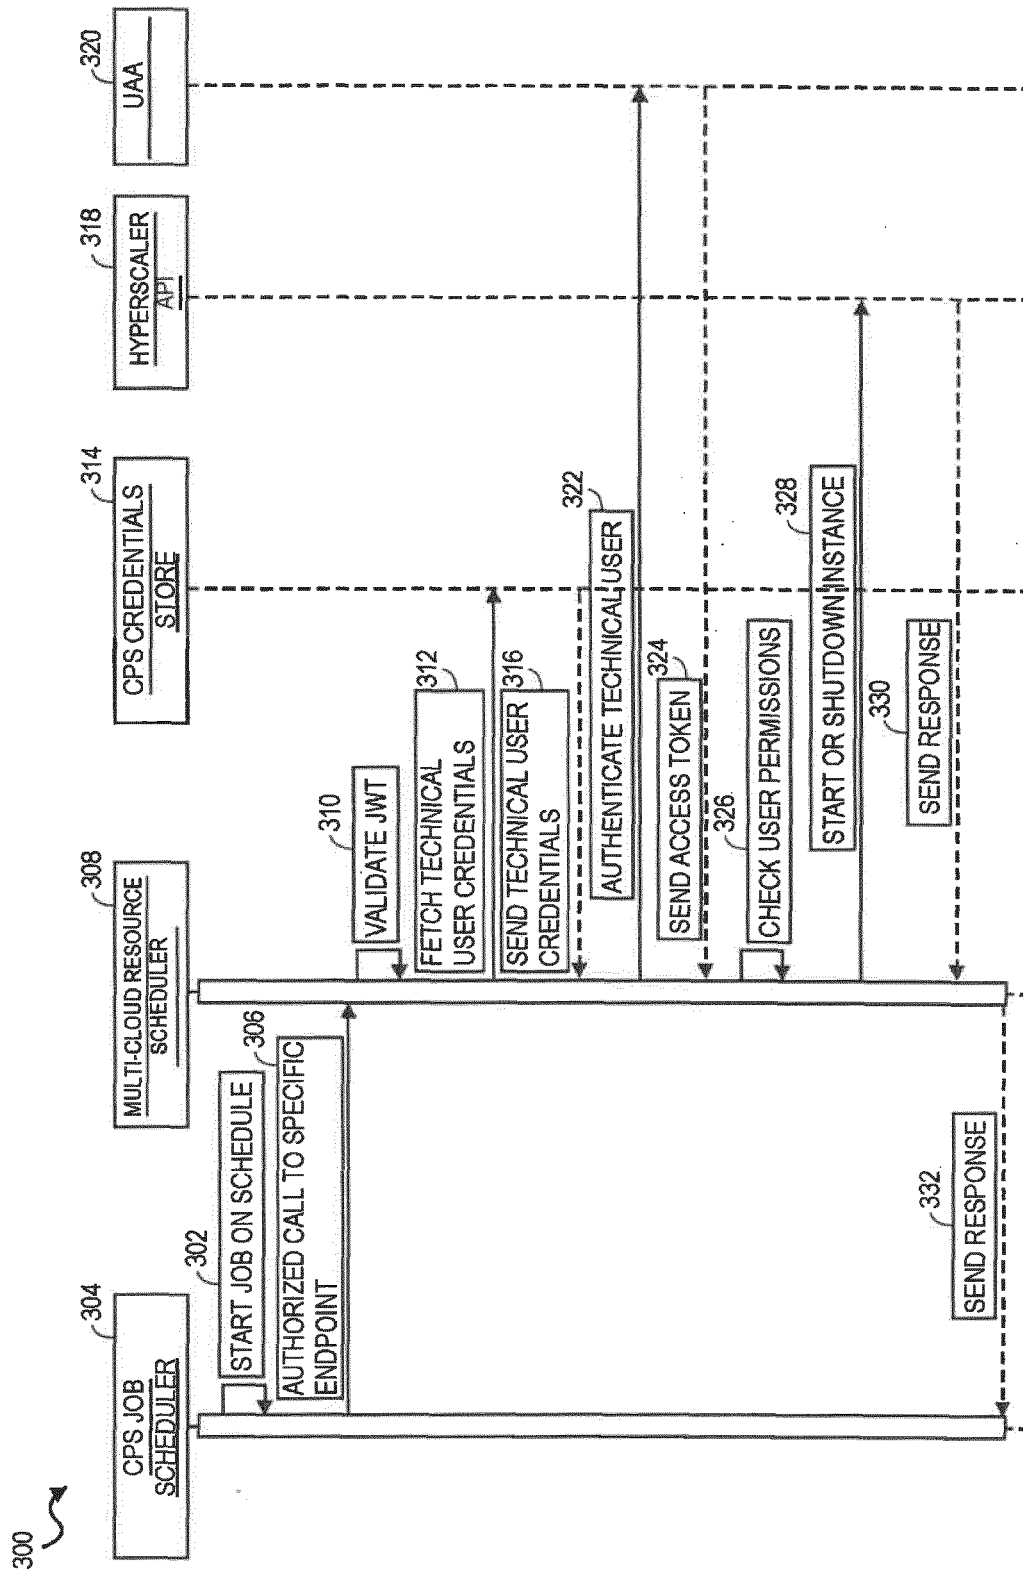 300
304
CPS JOB
SCHEDULER
308
MULTI-CLOUD RESOURCE
SCHEDULER
314
CPS CREDENTIALS
STORE
318
HYPERSCALER
API
320
UAA
302
START JOB ON SCHEDULE
306
AUTHORIZED CALL TO SPECIFIC
ENDPOINT
310
VALIDATE JWT
312
FETCH TECHNICAL
USER CREDENTIALS
316
SEND TECHNICAL USER
CREDENTIALS
322
AUTHENTICATE TECHNICAL USER
324
SEND ACCESS TOKEN
326
CHECK USER PERMISSIONS
328
START OR SHUTDOWN INSTANCE
330
SEND RESPONSE
332
SEND RESPONSE